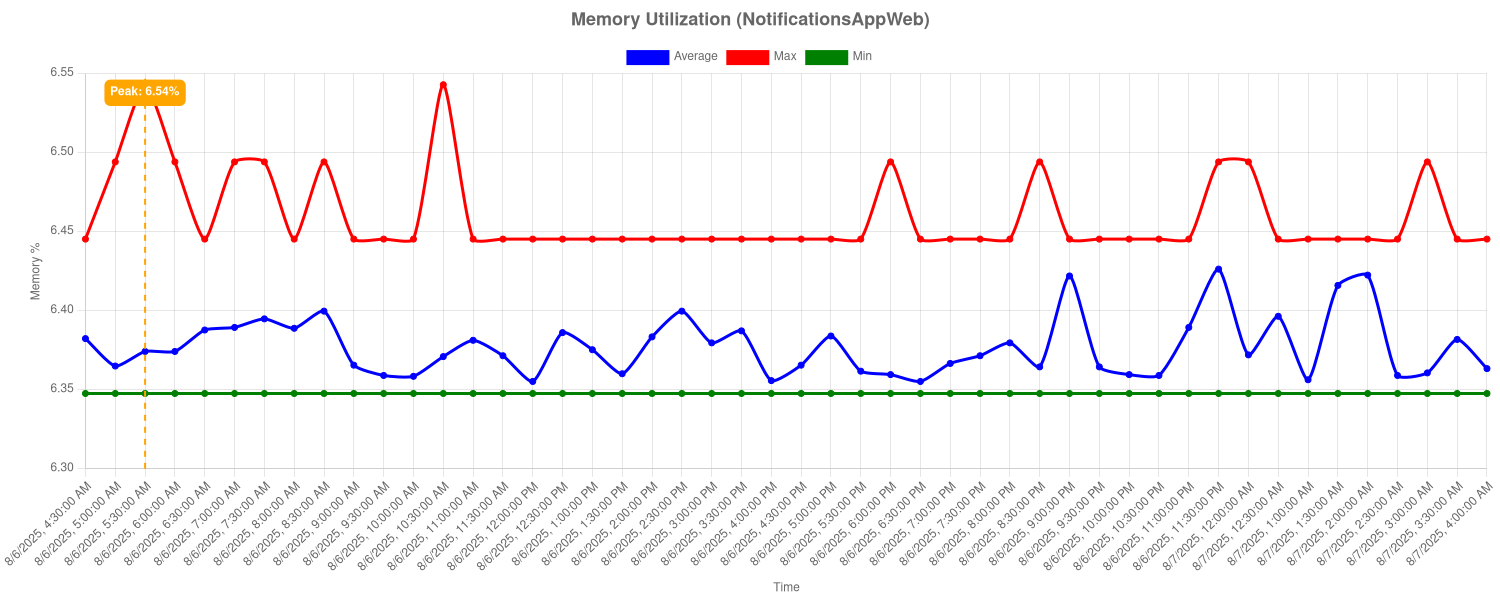 Memory Utilization (NotificationsAppWeb)
Average Max Min
Peak: 6.54%
6.55
6.50
6.45
6.40
6.35
6.30
Memory %
8/6/2025, 4:30:00 AM
8/6/2025, 5:00:00 AM
8/6/2025, 5:30:00 AM
8/6/2025, 6:00:00 AM
8/6/2025, 6:30:00 AM
8/6/2025, 7:00:00 AM
8/6/2025, 7:30:00 AM
8/6/2025, 8:00:00 AM
8/6/2025, 8:30:00 AM
8/6/2025, 9:00:00 AM
8/6/2025, 9:30:00 AM
8/6/2025, 10:00:00 AM
8/6/2025, 10:30:00 AM
8/6/2025, 11:00:00 AM
8/6/2025, 11:30:00 AM
8/6/2025, 12:00:00 PM
8/6/2025, 12:30:00 PM
8/6/2025, 1:00:00 PM
8/6/2025, 1:30:00 PM
8/6/2025, 2:00:00 PM
8/6/2025, 2:30:00 PM
8/6/2025, 3:00:00 PM
8/6/2025, 3:30:00 PM
8/6/2025, 4:00:00 PM
8/6/2025, 4:30:00 PM
8/6/2025, 5:00:00 PM
8/6/2025, 5:30:00 PM
8/6/2025, 6:00:00 PM
8/6/2025, 6:30:00 PM
8/6/2025, 7:00:00 PM
8/6/2025, 7:30:00 PM
8/6/2025, 8:00:00 PM
8/6/2025, 8:30:00 PM
8/6/2025, 9:00:00 PM
8/6/2025, 9:30:00 PM
8/6/2025, 10:00:00 PM
8/6/2025, 10:30:00 PM
8/6/2025, 11:00:00 PM
8/6/2025, 11:30:00 PM
8/7/2025, 12:00:00 AM
8/7/2025, 12:30:00 AM
8/7/2025, 1:00:00 AM
8/7/2025, 1:30:00 AM
8/7/2025, 2:00:00 AM
8/7/2025, 2:30:00 AM
8/7/2025, 3:00:00 AM
8/7/2025, 3:30:00 AM
8/7/2025, 4:00:00 AM
Time